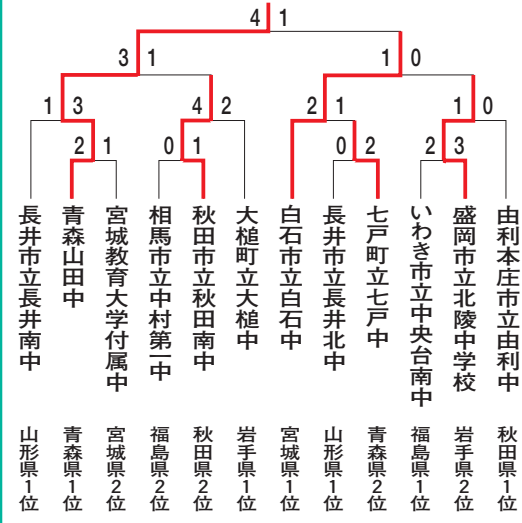 4 1
3 1 1 0
1 3 4 2 2 1 1 0
2 1 0 1 0 2 2 3
長井市立長井南中
青森山田中
宮城教育大学付属中
相馬市立中村第一中
秋田市立秋田南中
大槌町立大槌中
白石市立白石中
長井市立長井北中
七戸町立七戸中
いわき市立中央台南中
盛岡市立北陵中学校
由利本庄市立由利中
山形県1位
青森県1位
宮城県2位
福島県2位
秋田県2位
岩手県1位
宮城県1位
山形県1位
青森県2位
福島県1位
岩手県2位
秋田県1位